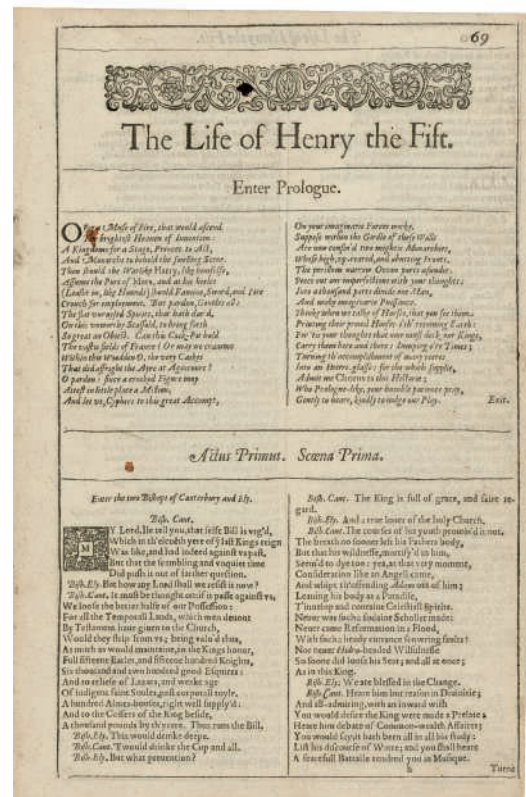 69
The Life of Henry the Fift.
Enter Prologue.
O Muse of Fire, that would ascend
brightest Heauen of Inuention:
A Kingdome for a Stage, Princes to Act,
And Monarchs to behold the swelling Scene.
Then should the Warlike Harry, like himselfe,
Assume the Port of Mars, and at his heeles
(Leasht in, like Hounds) should Famine, Sword, and Fire
Crouch for employment. But pardon, Gentles all:
The flat vnraysed Spirits, that hath dar'd,
On this vnworthy Scaffold, to bring forth
So great an Obiect. Can this Cock-Pit hold
The vastie fields of France? Or may we cramme
Within this Woodden O, the very Caskes
That did affright the Ayre at Agincourt?
O pardon: since a crooked Figure may
Attest in little place a Million,
And let vs, Cyphers to this great Accompt,
On your imaginarie Forces worke.
Suppose within the Girdle of these Walls
Are now confin'd two mightie Monarchies,
Whose high, vp-reared, and abutting Fronts,
The perillous narrow Ocean parts asunder.
Peece out our imperfections with your thoughts:
Into a thousand parts diuide one Man,
And make imaginarie Puissance.
Thinke when we talke of Horses, that you see them,
Printing their prowd Hoofes i'th' receiuing Earth:
For 'tis your thoughts that now must deck our Kings,
Carry them here and there: Iumping o're Times;
Turning th'accomplishment of many yeeres
Into an Howre-glasse: for the which supplie,
Admit me Chorus to this Historie;
Who Prologue-like, your humble patience pray,
Gently to heare, kindly to iudge our Play. Exit.
Actus Primus. Scœna Prima.
Enter the two Bishops of Canterbury and Ely.
Bish. Cant.
MY Lord, Ile tell you, that selfe Bill is vrg'd,
Which in th'eleuẽth yere of yͤ last Kings reign
Was like, and had indeed against vs past,
But that the scambling and vnquiet time
Did push it out of farther question.
Bish. Ely. But how my Lord shall we resist it now?
Bish. Cant. It must be thought on: if it passe against vs,
We loose the better halfe of our Possession:
For all the Temporall Lands, which men deuout
By Testament haue giuen to the Church,
Would they strip from vs; being valu'd thus,
As much as would maintaine, to the Kings honor,
Full fifteene Earles, and fifteene hundred Knights,
Six thousand and two hundred good Esquires:
And to reliefe of Lazars, and weake age
Of indigent faint Soules, past corporall toyle,
A hundred Almes-houses, right well supply'd:
And to the Coffers of the King beside,
A thousand pounds by th'yeere. Thus runs the Bill.
Bish. Ely. This would drinke deepe.
Bish. Cant. 'Twould drinke the Cup and all.
Bish. Ely. But what preuention?
Bish. Cant. The King is full of grace, and faire re-
gard.
Bish. Ely. And a true louer of the holy Church.
Bish. Cant. The courses of his youth promis'd it not.
The breath no sooner left his Fathers body,
But that his wildnesse, mortify'd in him,
Seem'd to dye too: yea, at that very moment,
Consideration like an Angell came,
And whipt th'offending Adam out of him;
Leauing his body as a Paradise,
T'inuelop and containe Celestiall Spirits.
Neuer was such a sodaine Scholler made:
Neuer came Reformation in a Flood,
With such a heady currance scowring faults:
Nor neuer Hidra-headed Wilfulnesse
So soone did loose his Seat; and all at once;
As in this King.
Bish. Ely. We are blessed in the Change.
Bish. Cant. Heare him but reason in Diuinitie;
And all-admiring, with an inward wish
You would desire the King were made a Prelate:
Heare him debate of Common-wealth Affaires;
You would say, it hath been all in all his study:
List his discourse of Warre; and you shall heare
A fearefull Battaile rendred you in Musique.
h
Turne